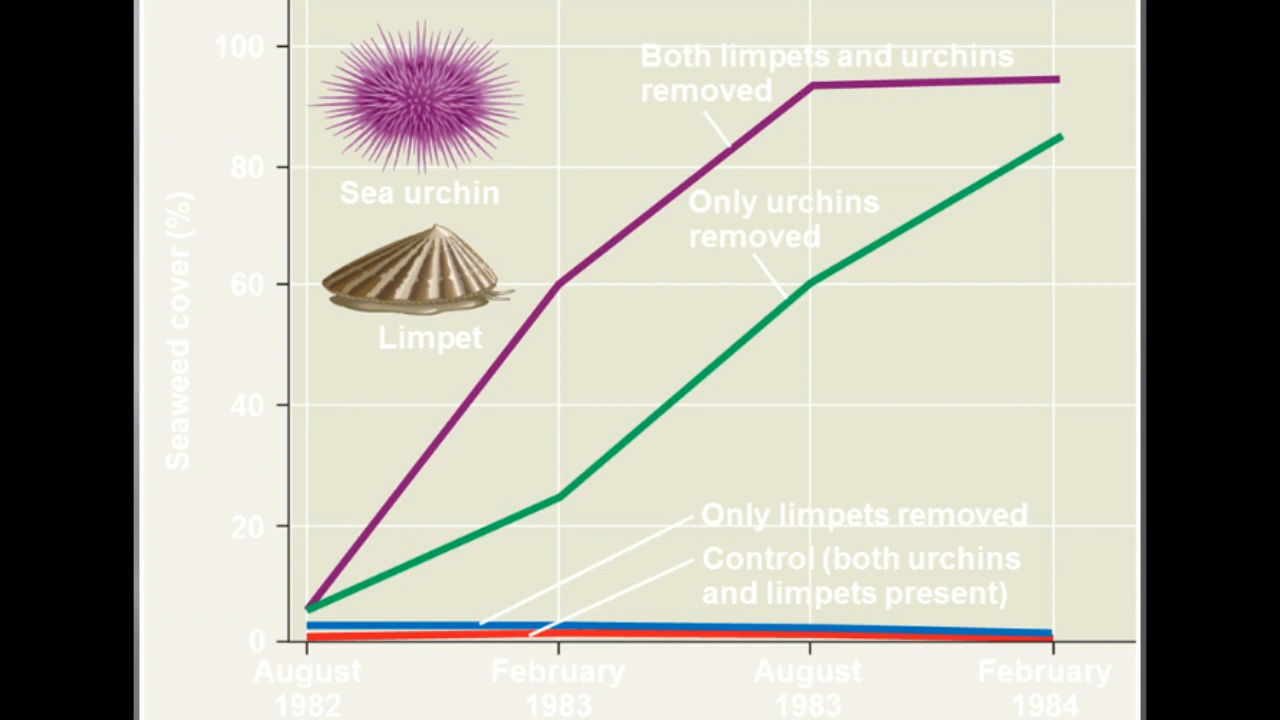 100
Both limpets and urchins
removed
80
Sea urchin
Only urchins
removed
60
Limpet
Seaweed cover (%)
40
20
Only limpets removed
Control (both urchins
and limpets present)
0
August
1982
February
1983
August
1983
February
1984